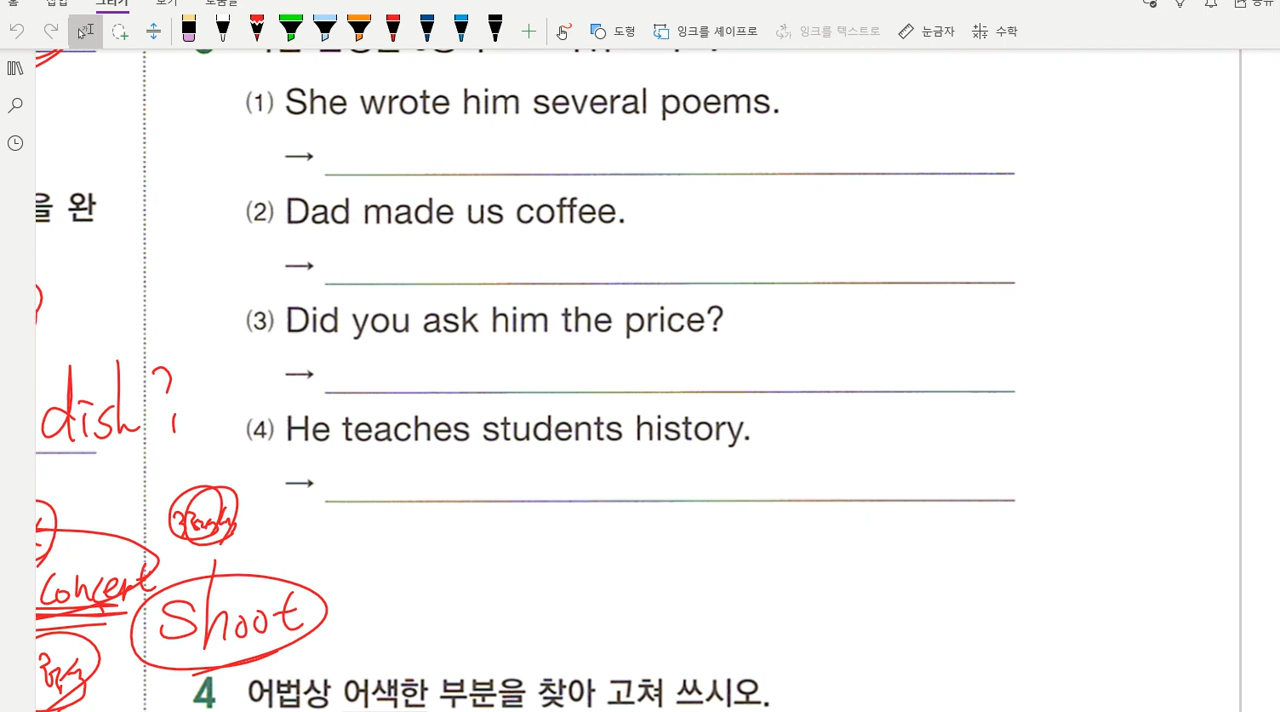 도형 잉크를 셰이프로 잉크를 텍스트로 눈금자 수학
(1) She wrote him several poems.
→
(2) Dad made us coffee.
→
을 완
(3) Did you ask him the price?
→
dish?
(4) He teaches students history.
→
concert
Shoot
4 어법상 어색한 부분을 찾아 고쳐 쓰시오.